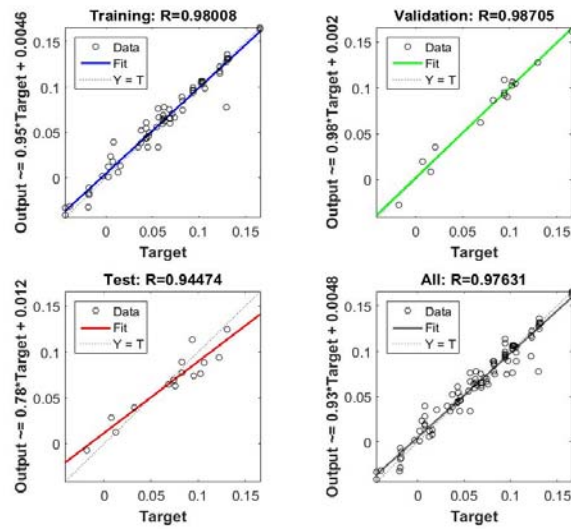 Training: R=0.98008
Output ~= 0.95*Target + 0.0046
0.15
0.1
0.05
0
Data
Fit
Y = T
0 0.05 0.1 0.15
Target
Validation: R=0.98705
Output ~= 0.98*Target + 0.002
0.15
0.1
0.05
0
Data
Fit
Y = T
0 0.05 0.1 0.15
Target
Test: R=0.94474
Output ~= 0.78*Target + 0.012
0.15
0.1
0.05
0
Data
Fit
Y = T
0 0.05 0.1 0.15
Target
All: R=0.97631
Output ~= 0.93*Target + 0.0048
0.15
0.1
0.05
0
Data
Fit
Y = T
0 0.05 0.1 0.15
Target